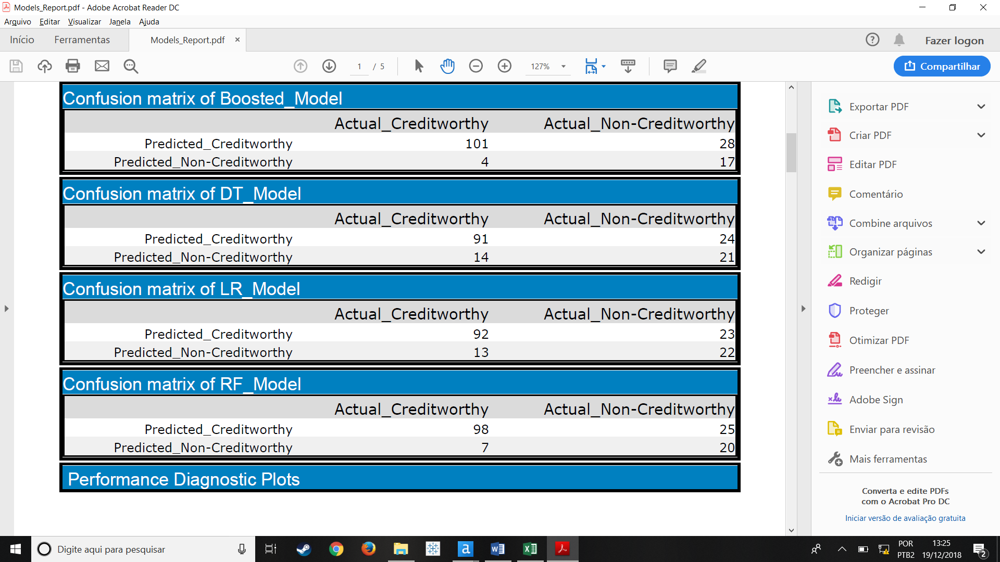 Models_Report.pdf - Adobe Acrobat Reader DC
Arquivo Editar Visualizar Janela Ajuda
Início Ferramentas Models_Report.pdf × Fazer logon
1 / 5 127% Compartilhar
Confusion matrix of Boosted_Model
Actual_Creditworthy Actual_Non-Creditworthy
Predicted_Creditworthy 101 28
Predicted_Non-Creditworthy 4 17
Confusion matrix of DT_Model
Actual_Creditworthy Actual_Non-Creditworthy
Predicted_Creditworthy 91 24
Predicted_Non-Creditworthy 14 21
Confusion matrix of LR_Model
Actual_Creditworthy Actual_Non-Creditworthy
Predicted_Creditworthy 92 23
Predicted_Non-Creditworthy 13 22
Confusion matrix of RF_Model
Actual_Creditworthy Actual_Non-Creditworthy
Predicted_Creditworthy 98 25
Predicted_Non-Creditworthy 7 20
Performance Diagnostic Plots
Exportar PDF
Criar PDF
Editar PDF
Comentário
Combine arquivos
Organizar páginas
Redigir
Proteger
Otimizar PDF
Preencher e assinar
Adobe Sign
Enviar para revisão
Mais ferramentas
Converta e edite PDFs
com o Acrobat Pro DC
Iniciar versão de avaliação gratuita
Digite aqui para pesquisar
POR 13:25
PTB2 19/12/2018 2